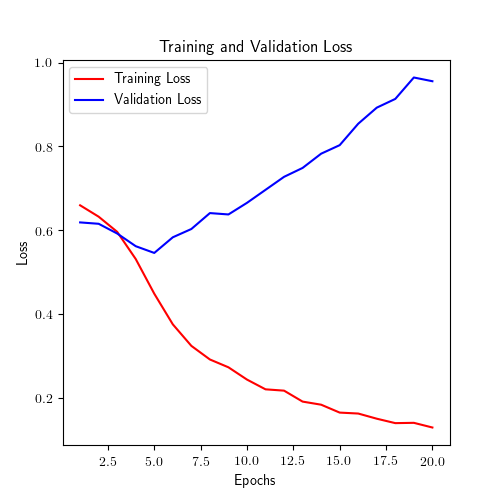 Training and Validation Loss
1.0
Training Loss
Validation Loss
0.8
0.6
Loss
0.4
0.2
2.5 5.0 7.5 10.0 12.5 15.0 17.5 20.0
Epochs